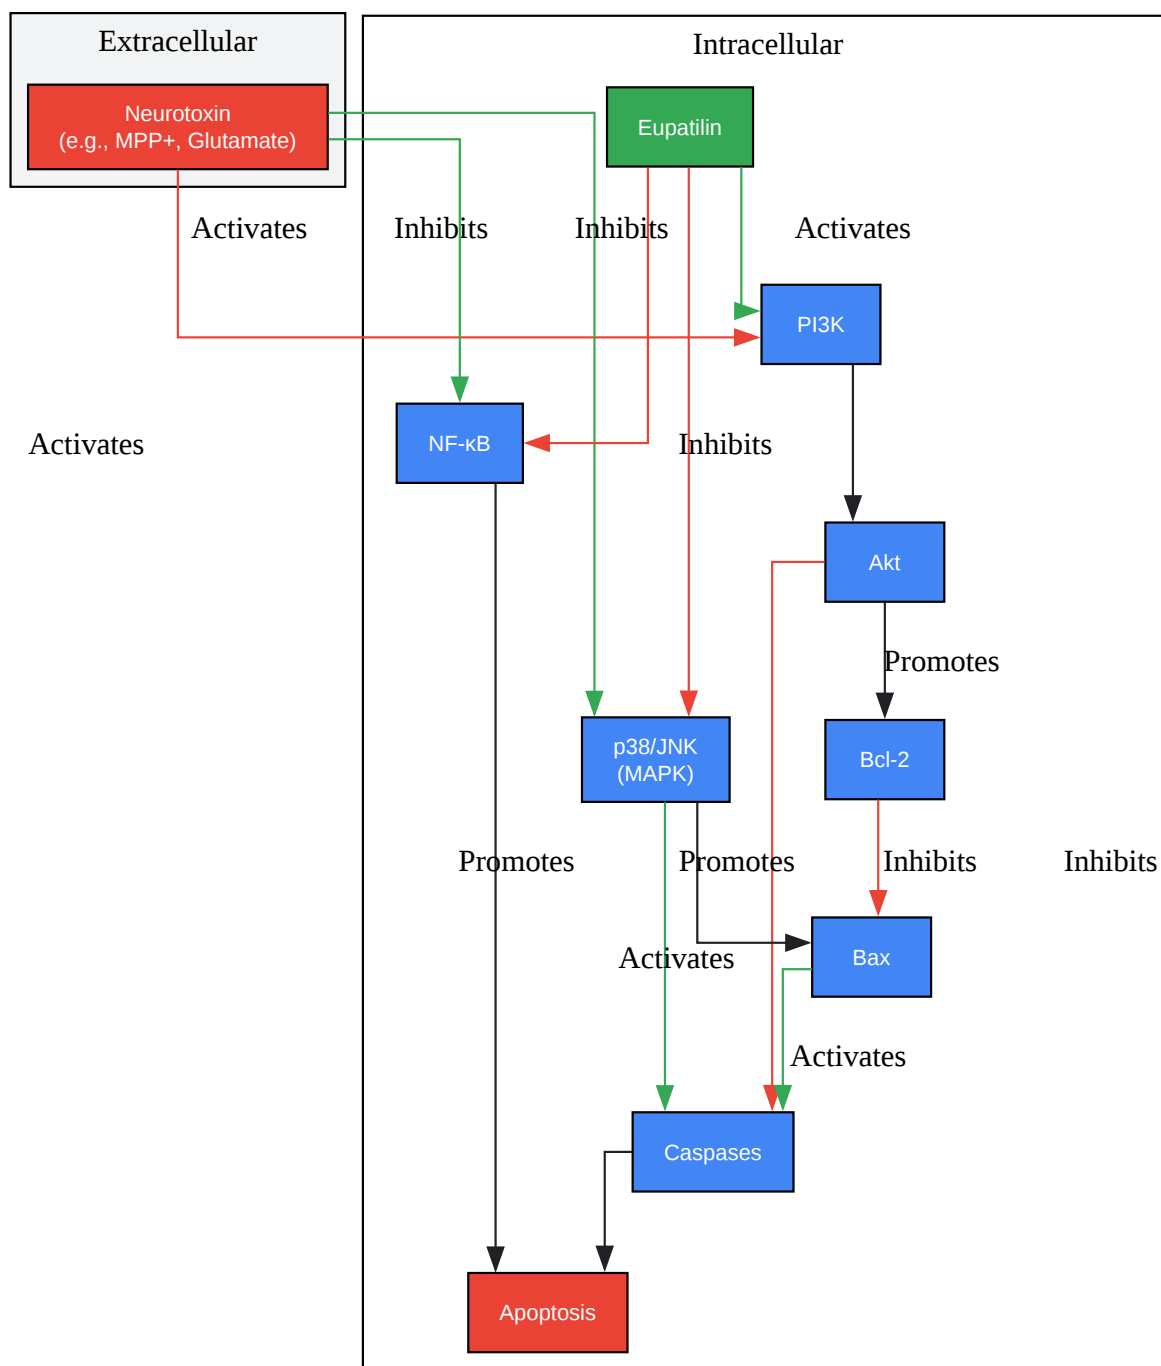 Extracellular
Intracellular
Neurotoxin
(e.g., MPP+, Glutamate)
Eupatilin
Activates
Inhibits
Inhibits
Activates
PI3K
Activates
NF-κB
Inhibits
Akt
Promotes
p38/JNK
(MAPK)
Bcl-2
Promotes
Promotes
Inhibits
Inhibits
Activates
Bax
Activates
Caspases
Apoptosis